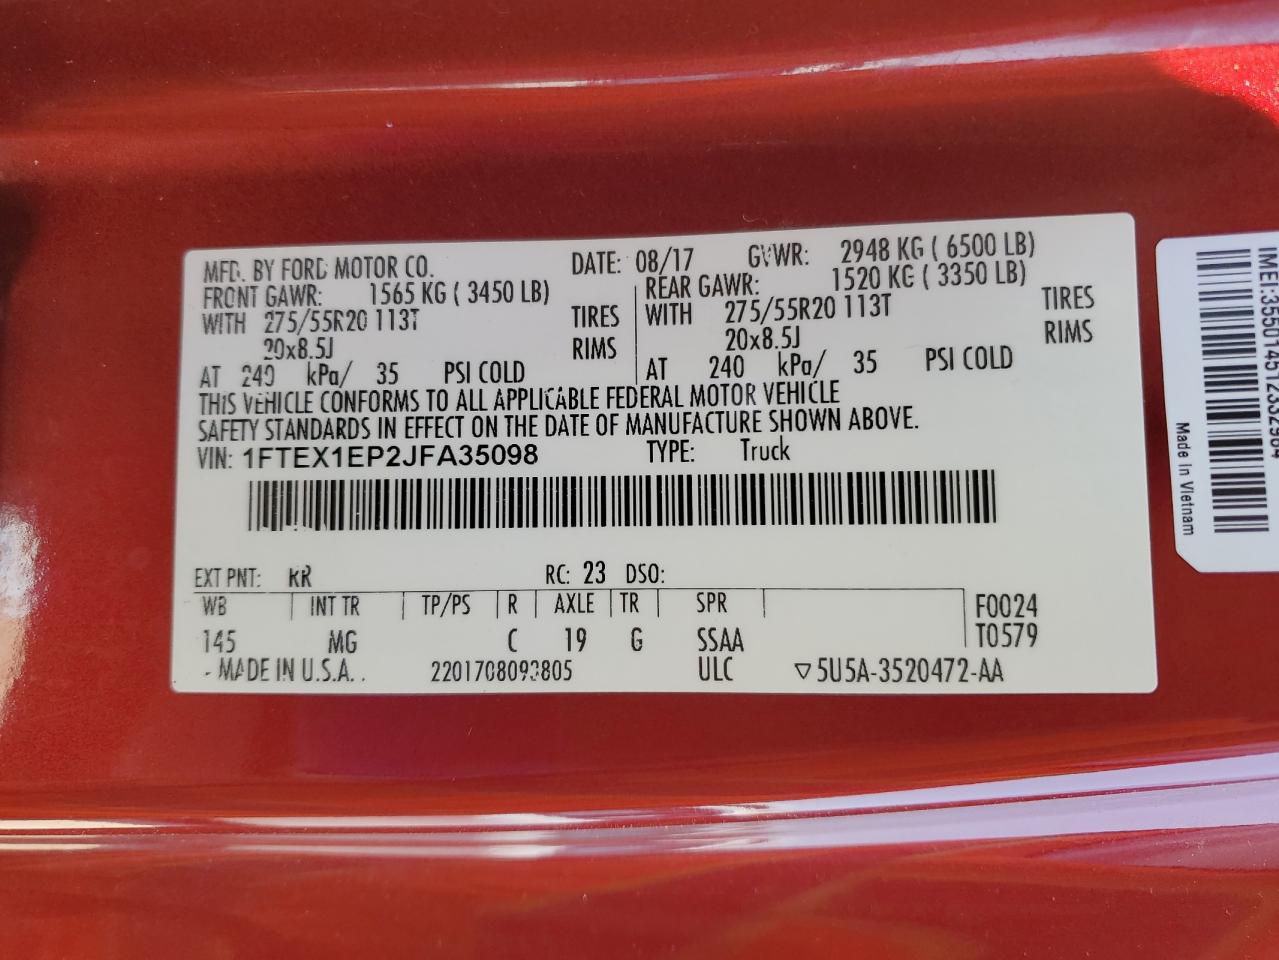 MFD. BY FORD MOTOR CO. DATE: 08/17 GVWR: 2948 KG ( 6500 LB)
FRONT GAWR: 1565 KG ( 3450 LB) REAR GAWR: 1520 KG ( 3350 LB)
WITH 275/55R20 113T TIRES WITH 275/55R20 113T TIRES
20x8.5J RIMS 20x8.5J RIMS
AT 240 kPa/ 35 PSI COLD AT 240 kPa/ 35 PSI COLD
THIS VEHICLE CONFORMS TO ALL APPLICABLE FEDERAL MOTOR VEHICLE
SAFETY STANDARDS IN EFFECT ON THE DATE OF MANUFACTURE SHOWN ABOVE.
VIN: 1FTEX1EP2JFA35098 TYPE: Truck
EXT PNT: RR RC: 23 DSO:
WB INT TR TP/PS R AXLE TR SPR F0024
145 MG C 19 G SSAA T0579
MADE IN U.S.A. ULC ▽5U5A-3520472-AA
Made In Vietnam